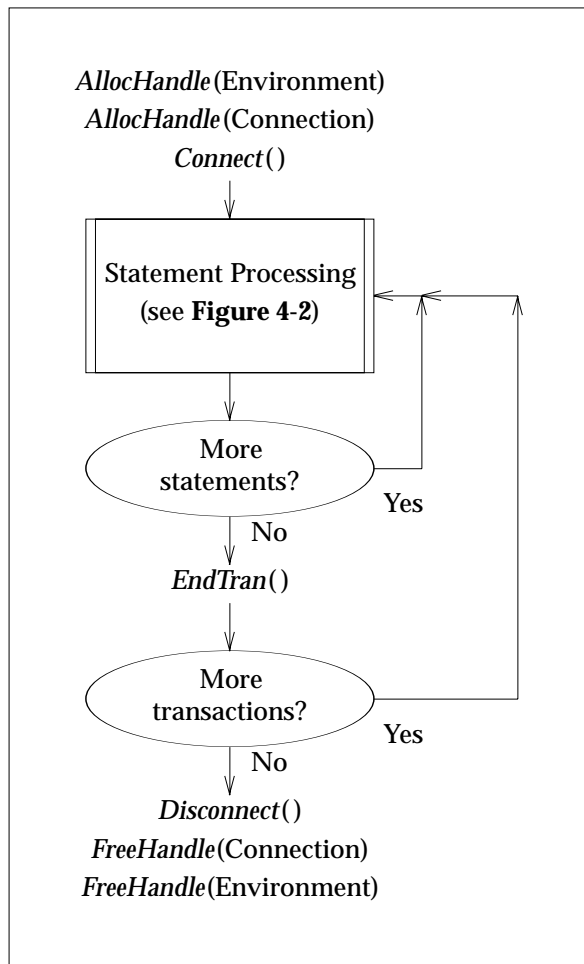 AllocHandle(Environment)
AllocHandle(Connection)
Connect()
Statement Processing
(see Figure 4-2)
More
statements?
Yes
No
EndTran()
More
transactions?
Yes
No
Disconnect()
FreeHandle(Connection)
FreeHandle(Environment)